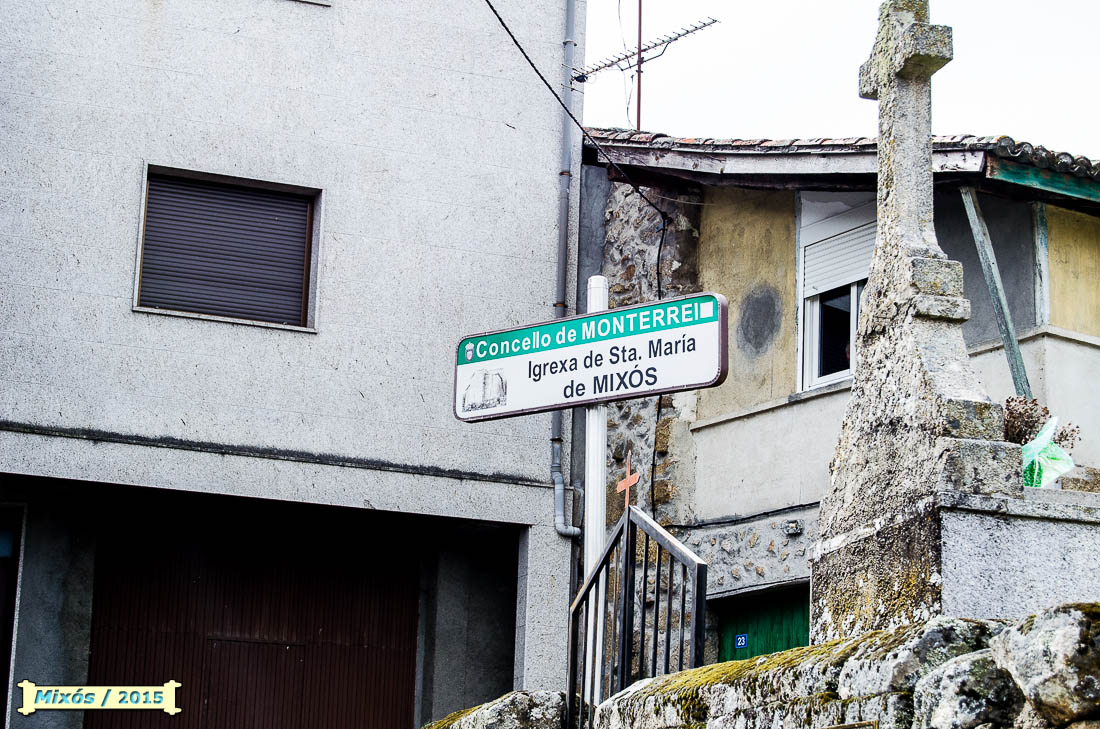 Concello de MONTERREI
Igrexa de Sta. María
de MIXÓS
23
Mixós / 2015